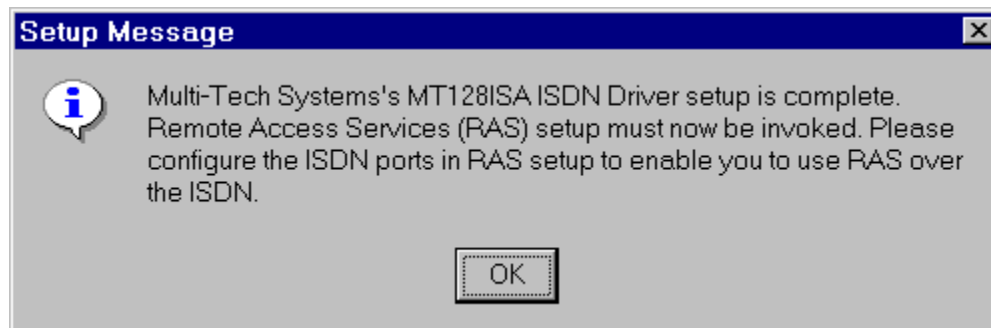 Setup Message
Multi-Tech Systems's MT128ISA ISDN Driver setup is complete.
Remote Access Services (RAS) setup must now be invoked. Please
configure the ISDN ports in RAS setup to enable you to use RAS over
the ISDN.
OK